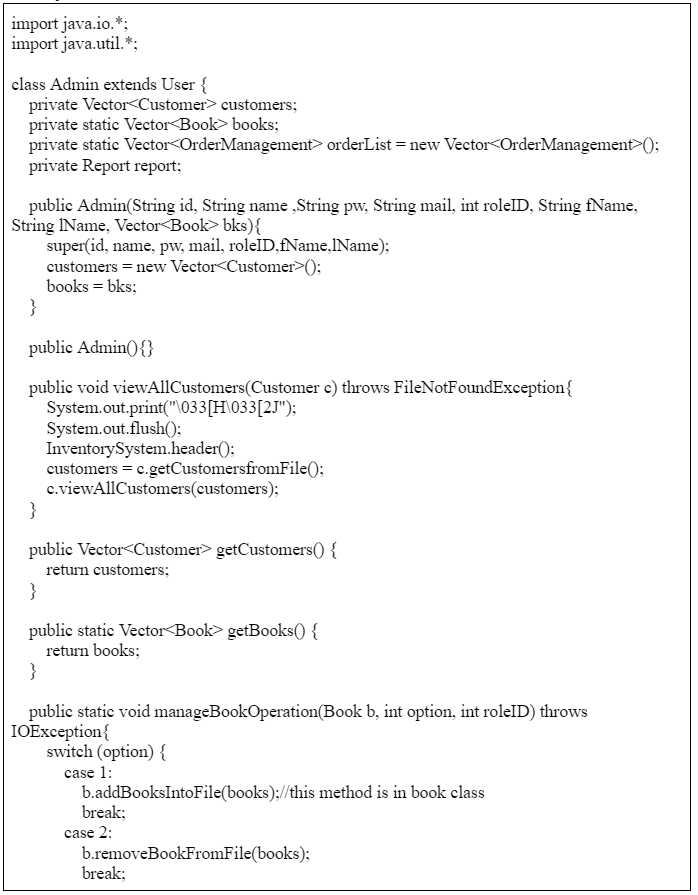 import java.io.*;
import java.util.*;

class Admin extends User {
    private Vector<Customer> customers;
    private static Vector<Book> books;
    private static Vector<OrderManagement> orderList = new Vector<OrderManagement>();
    private Report report;

    public Admin(String id, String name ,String pw, String mail, int roleID, String fName,
String lName, Vector<Book> bks){
        super(id, name, pw, mail, roleID,fName,lName);
        customers = new Vector<Customer>();
        books = bks;
    }

    public Admin(){}

    public void viewAllCustomers(Customer c) throws FileNotFoundException{
        System.out.print("\033[H\033[2J");
        System.out.flush();
        InventorySystem.header();
        customers = c.getCustomersfromFile();
        c.viewAllCustomers(customers);
    }

    public Vector<Customer> getCustomers() {
        return customers;
    }

    public static Vector<Book> getBooks() {
        return books;
    }

    public static void manageBookOperation(Book b, int option, int roleID) throws
IOException{
        switch (option) {
            case 1:
                b.addBooksIntoFile(books);//this method is in book class
                break;
            case 2:
                b.removeBookFromFile(books);
                break;